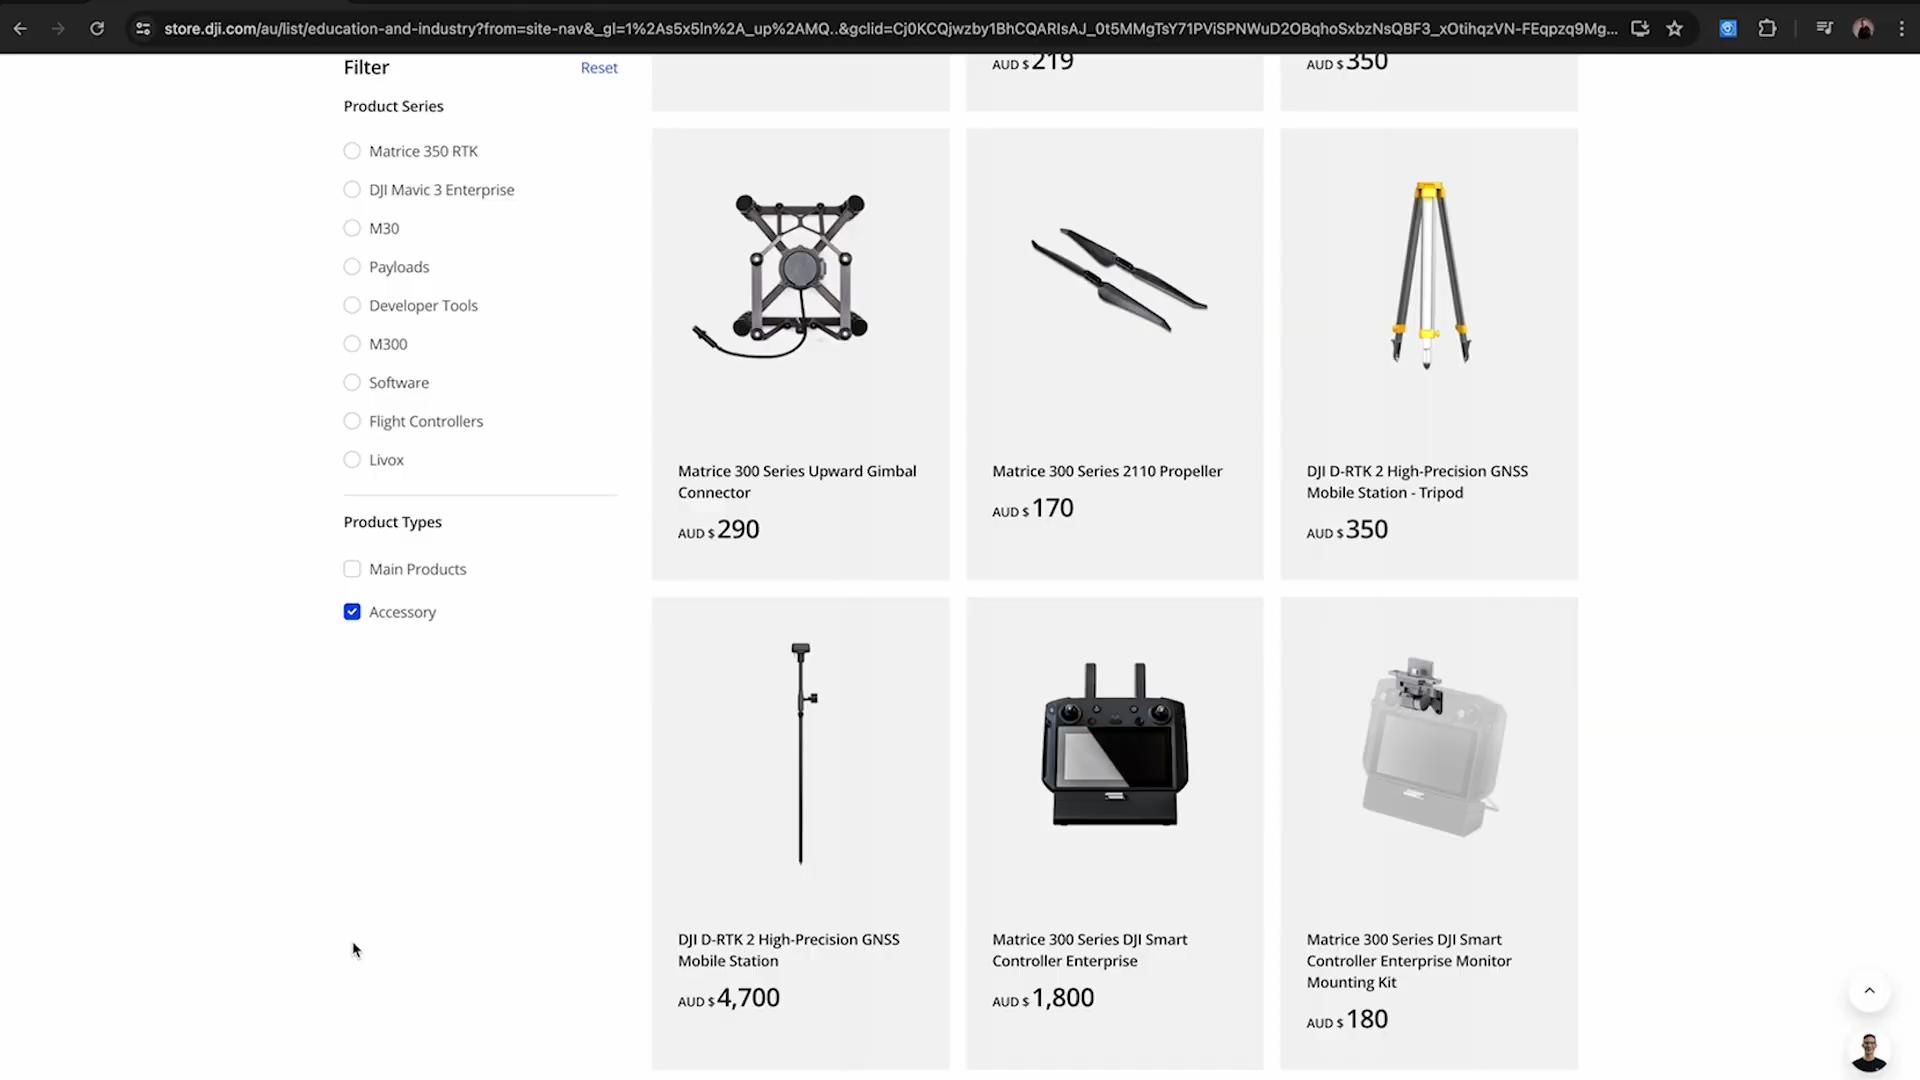 store.dji.com/au/list/education-and-industry?from=site-nav&_gl=1%2As5x5ln%2A_up%2AMQ..&gclid=Cj0KCQjwzby1BhCQARIsAJ_0t5MMgTsY71PViSPNWuD2OBqhoSxbzNsQBF3_xOtihqzVN-FEqpzq9Mg...
Filter
Reset
Product Series
Matrice 350 RTK
DJI Mavic 3 Enterprise
M30
Payloads
Developer Tools
M300
Software
Flight Controllers
Livox
Product Types
Main Products
Accessory
AUD $ 219
AUD $ 350
Matrice 300 Series Upward Gimbal
Connector
AUD $ 290
Matrice 300 Series 2110 Propeller
AUD $ 170
DJI D-RTK 2 High-Precision GNSS
Mobile Station - Tripod
AUD $ 350
DJI D-RTK 2 High-Precision GNSS
Mobile Station
AUD $ 4,700
Matrice 300 Series DJI Smart
Controller Enterprise
AUD $ 1,800
Matrice 300 Series DJI Smart
Controller Enterprise Monitor
Mounting Kit
AUD $ 180